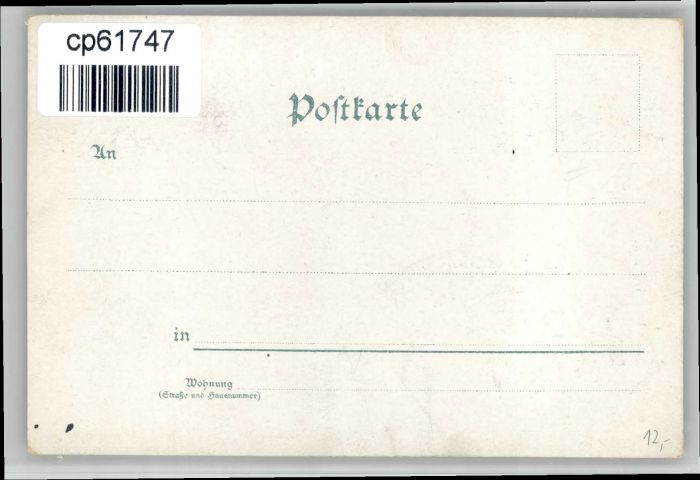 cp61747
Poſtkarte
An
in
Wohnung
(Straße und Hausnummer)
12,-